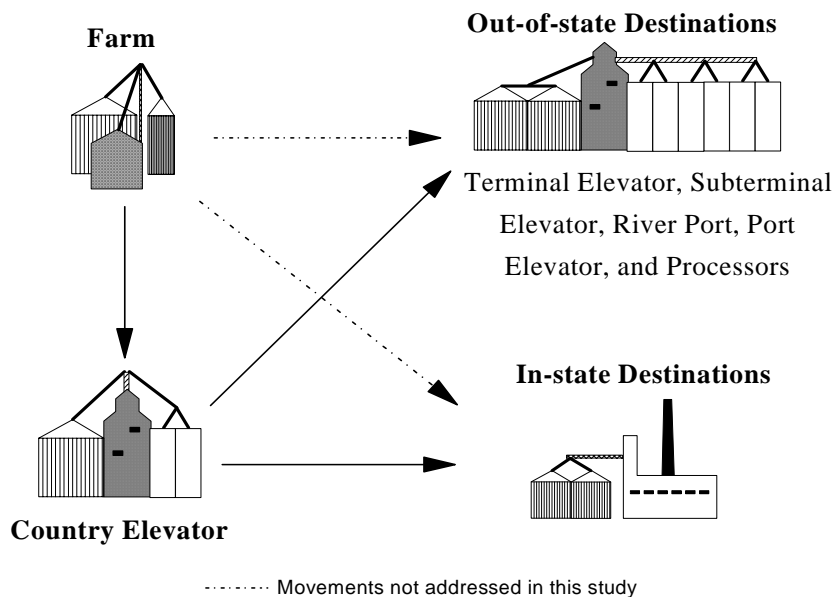 Farm
Out-of-state Destinations
Terminal Elevator, Subterminal
Elevator, River Port, Port
Elevator, and Processors
In-state Destinations
Country Elevator
Movements not addressed in this study